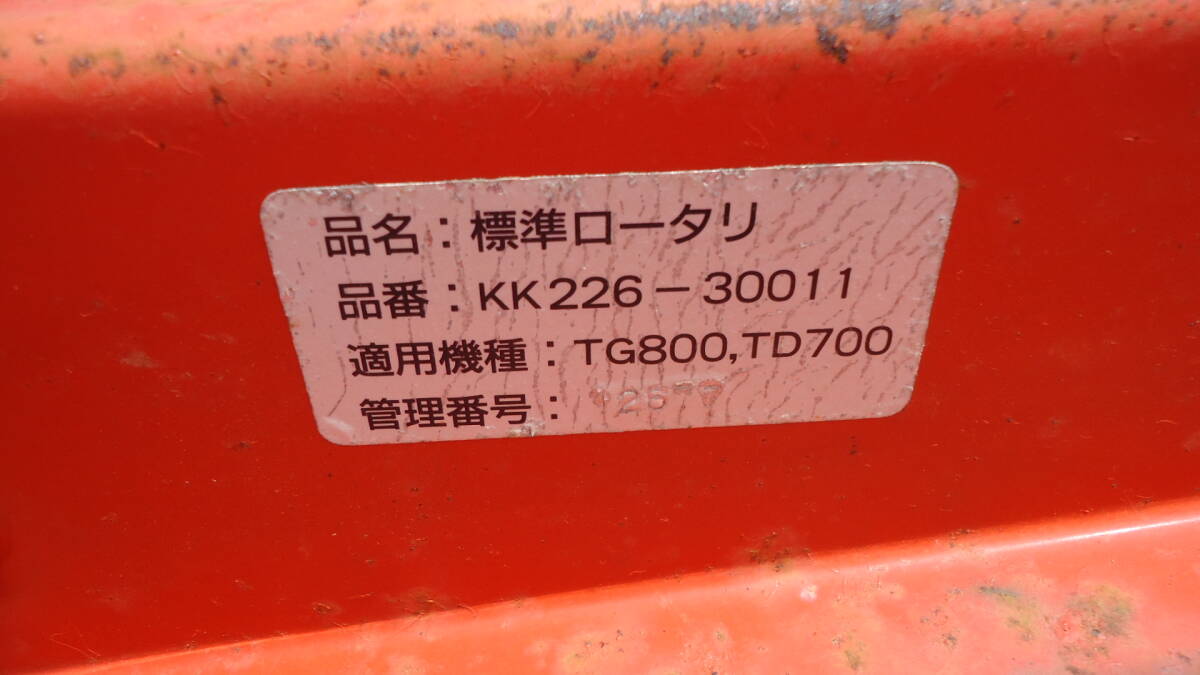 品名：標準ロータリ
品番：KK226－30011
適用機種：TG800,TD700
管理番号：